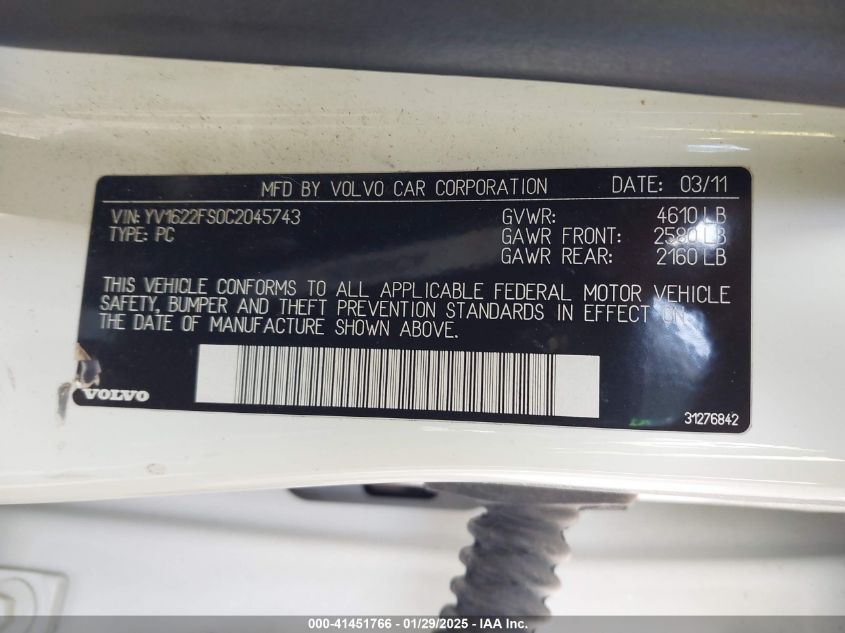 MFD BY VOLVO CAR CORPORATION DATE: 03/11
VIN: YV1622FS0C2045743 GVWR: 4610 LB
TYPE: PC GAWR FRONT: 2580 LB
GAWR REAR: 2160 LB
THIS VEHICLE CONFORMS TO ALL APPLICABLE FEDERAL MOTOR VEHICLE
SAFETY, BUMPER AND THEFT PREVENTION STANDARDS IN EFFECT ON
THE DATE OF MANUFACTURE SHOWN ABOVE.
VOLVO
31276842
000-41451766 - 01/29/2025 - IAA Inc.